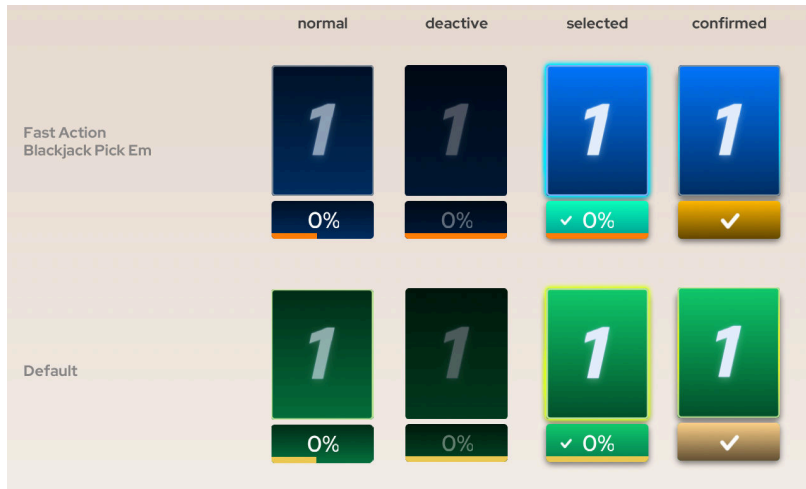 normal deactive selected confirmed
Fast Action
Blackjack Pick Em
1 1 1 1
0% 0% 0%
Default
1 1 1 1
0% 0% 0%